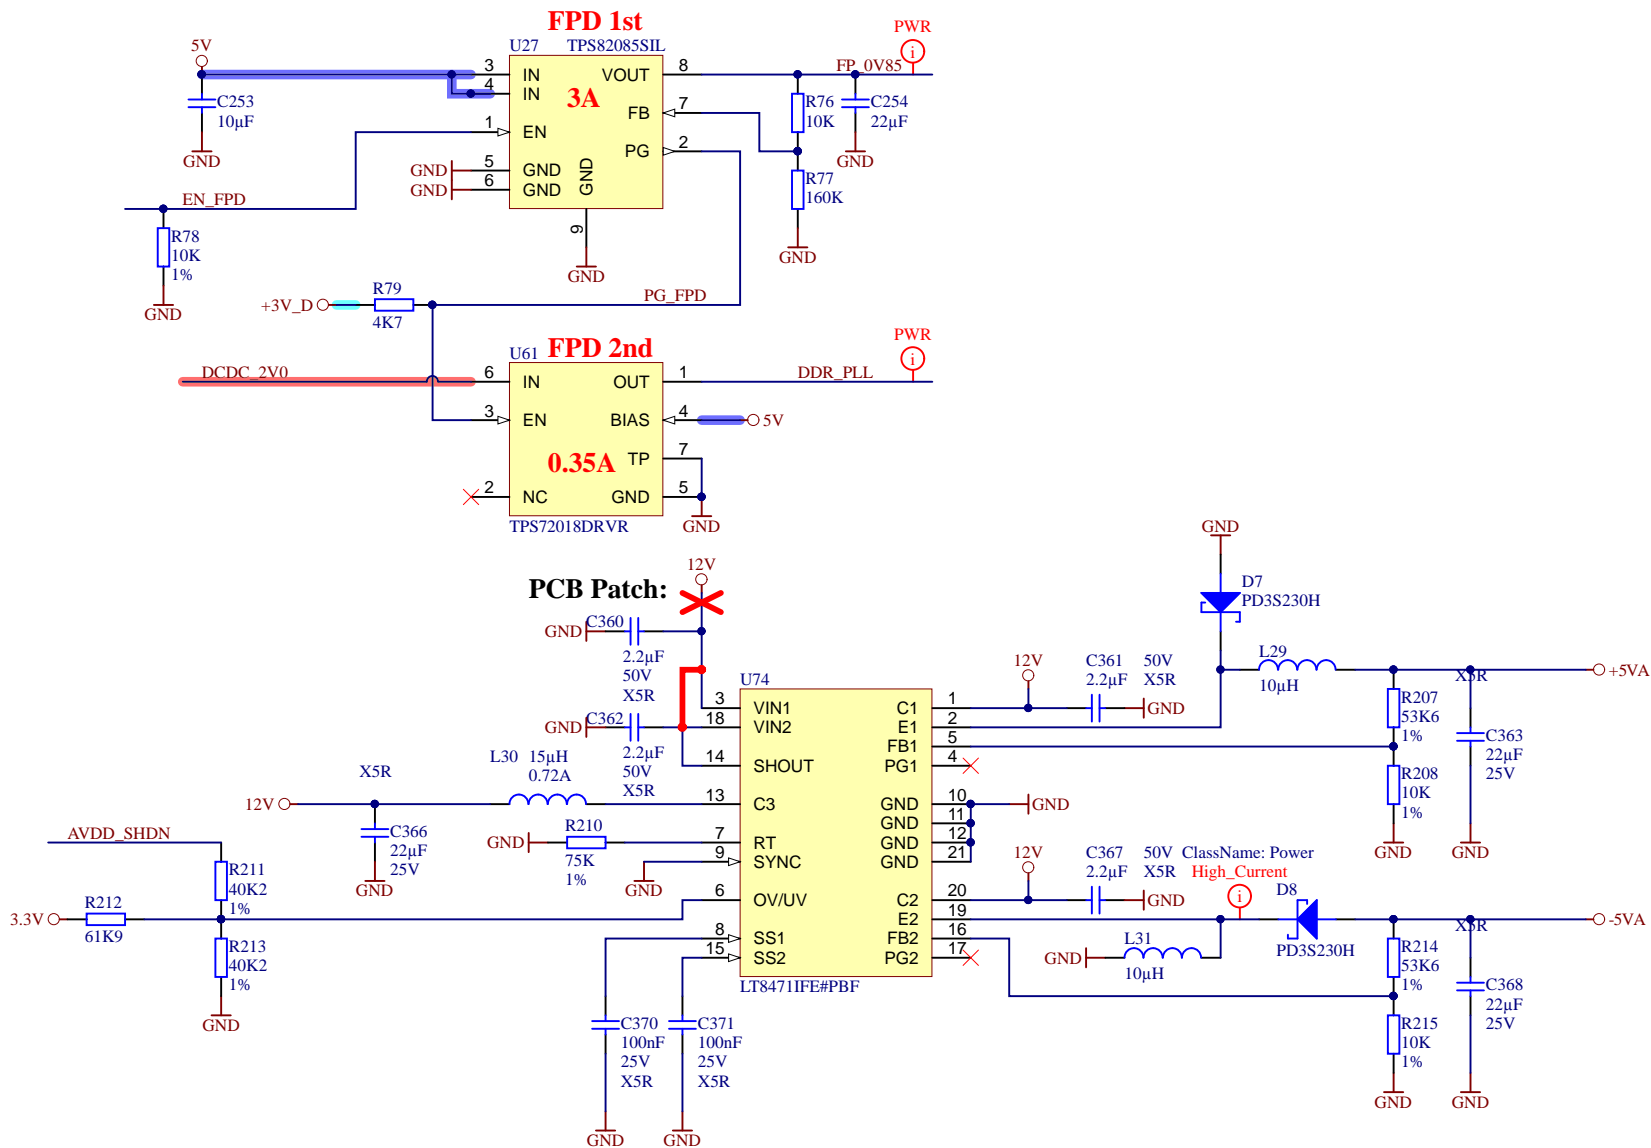 FPD 1st
U27 TPS82085SIL
PWR
i
5V
FP_0V85
3 IN VOUT 8
4 IN
3A
FB 7
1 EN
PG 2
5 GND
6 GND
GND
9
GND
GND
GND
C253
10µF
GND
R76
10K
C254
22µF
GND
R77
160K
GND
EN_FPD
R78
10K
1%
GND
+3V_D
R79
4K7
PG_FPD
FPD 2nd
U61
PWR
i
DCDC_2V0
6 IN OUT 1
DDR_PLL
3 EN BIAS 4
5V
0.35A
TP 7
2 NC GND 5
GND
TPS72018DRVR
PCB Patch:
12V
GND
C360
2.2µF
50V
X5R
GND
C362
2.2µF
50V
X5R
U74
3 VIN1 C1 1
18 VIN2 E1 2
FB1 5
14 SHOUT PG1 4
13 C3 GND 10
GND 11
7 RT GND 12
9 SYNC GND 21
6 OV/UV C2 20
E2 19
8 SS1 FB2 16
15 SS2 PG2 17
LT8471IFE#PBF
GND
D7
PD3S230H
L29
10µH
12V
C361
2.2µF
50V
X5R
GND
X5R
+5VA
R207
53K6
1%
C363
22µF
25V
R208
10K
1%
GND
GND
GND
X5R
L30 15µH
0.72A
12V
C366
22µF
25V
GND
GND
R210
75K
1%
GND
AVDD_SHDN
R211
40K2
1%
3.3V
R212
61K9
R213
40K2
1%
GND
12V
C367
2.2µF
50V
X5R
GND
ClassName: Power
High_Current
i
D8
PD3S230H
GND
L31
10µH
X5R
-5VA
R214
53K6
1%
C368
22µF
25V
R215
10K
1%
GND
GND
C370
100nF
25V
X5R
C371
100nF
25V
X5R
GND
GND